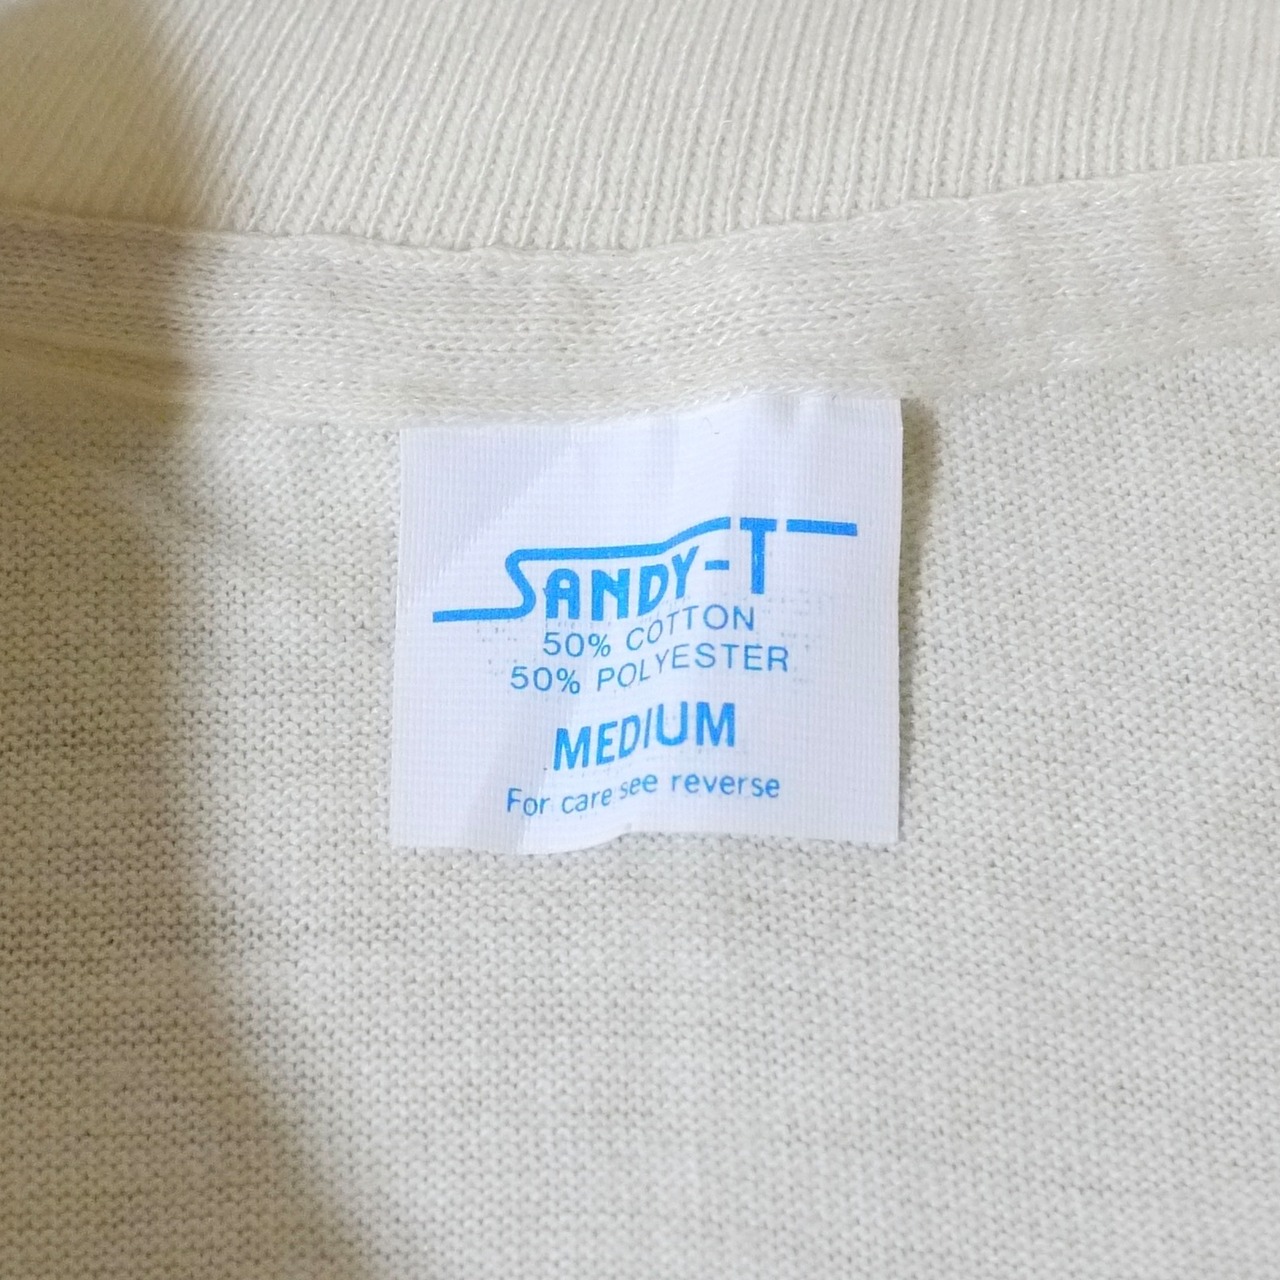 SANDY-T
50% COTTON
50% POLYESTER
MEDIUM
For care see reverse